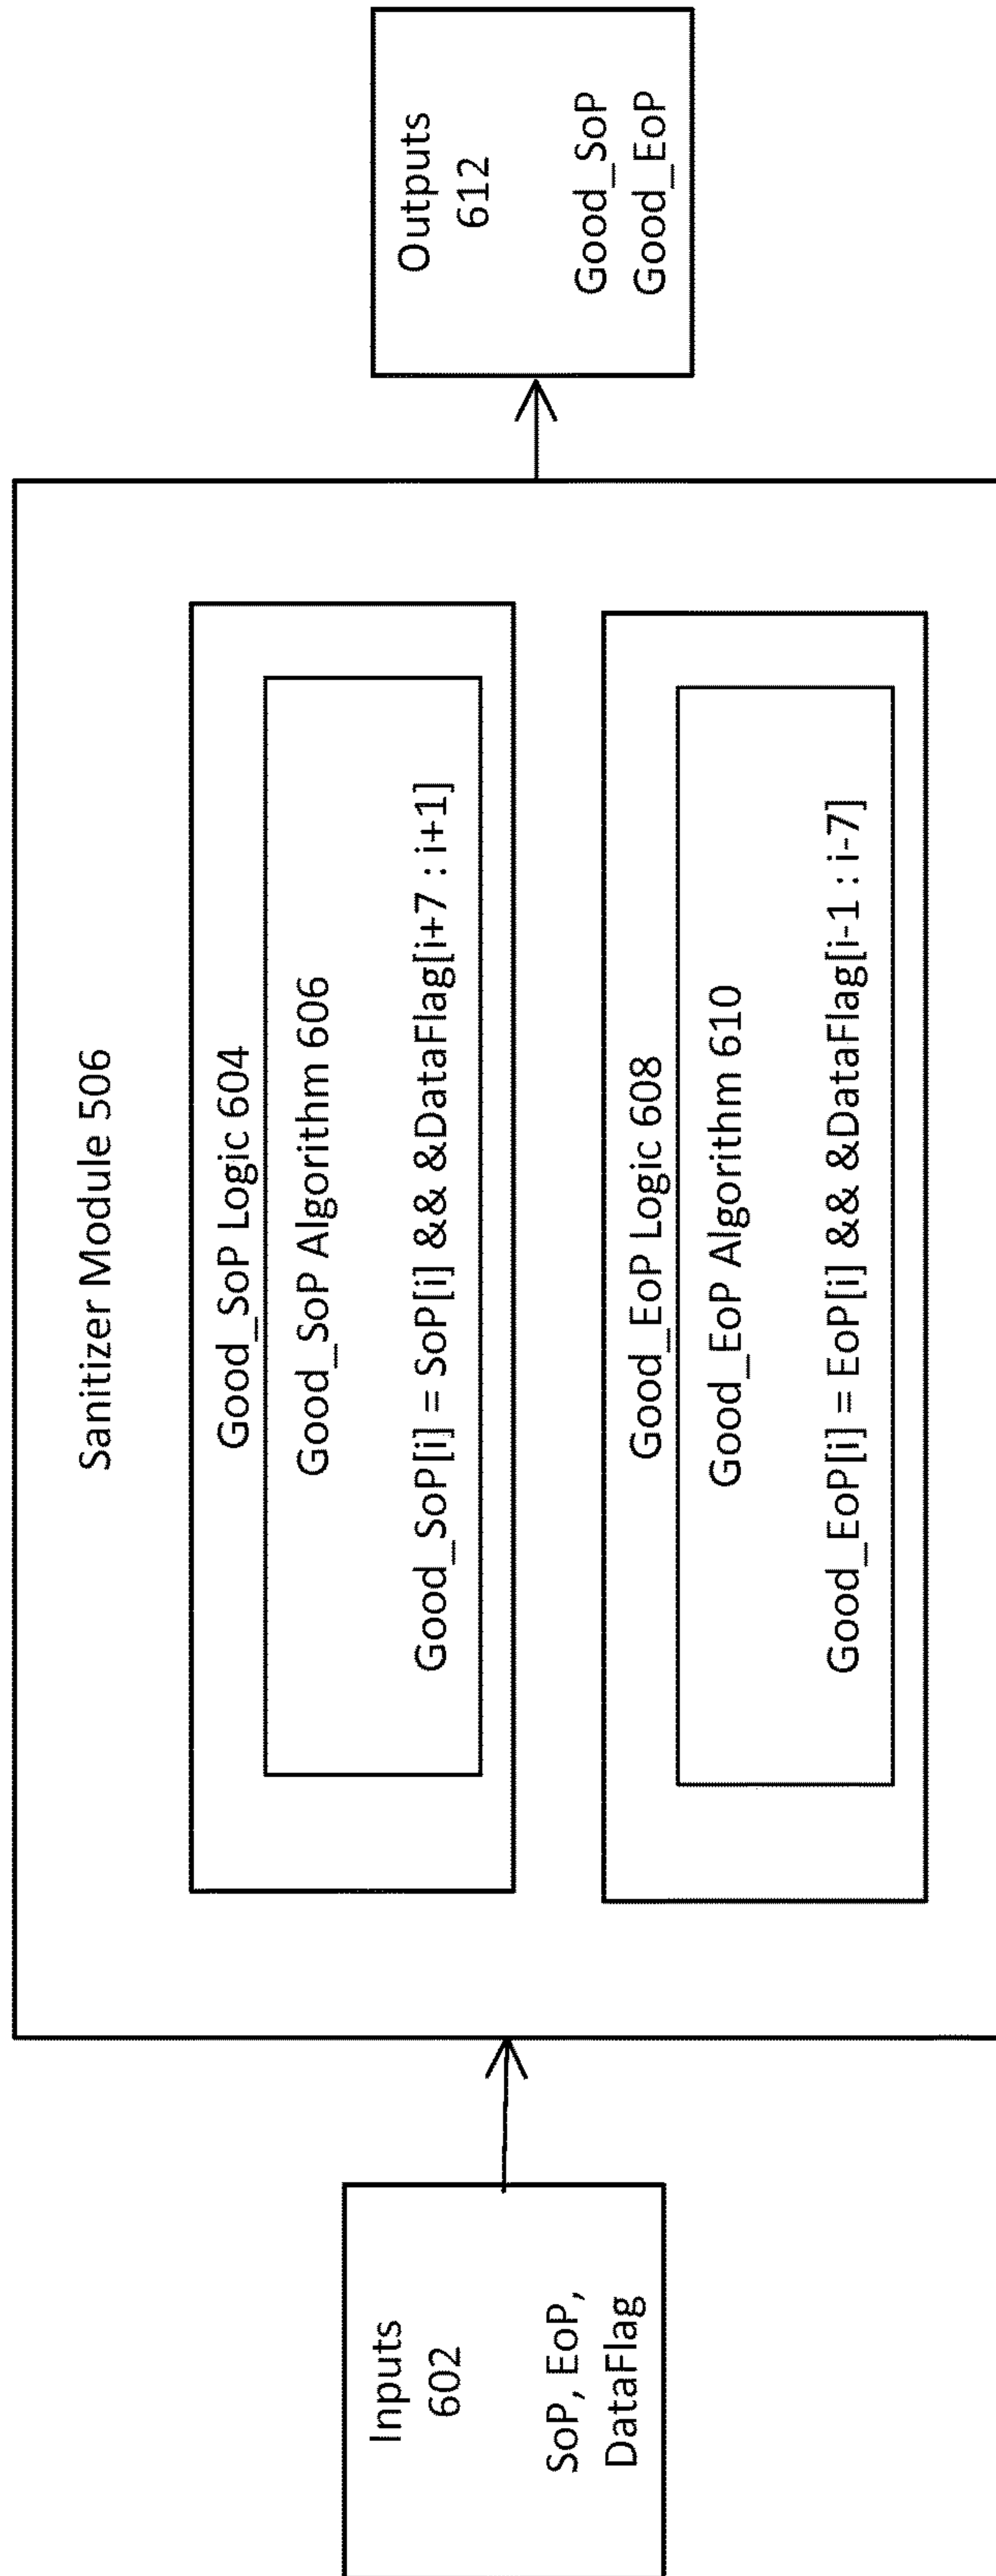 Inputs
602
SoP, EoP,
DataFlag
Sanitizer Module 506
Good_SoP Logic 604
Good_SoP Algorithm 606
Good_SoP[i] = SoP[i] && &DataFlag[i+7 : i+1]
Good_EoP Logic 608
Good_EoP Algorithm 610
Good_EoP[i] = EoP[i] && &DataFlag[i-1 : i-7]
Outputs
612
Good_SoP
Good_EoP